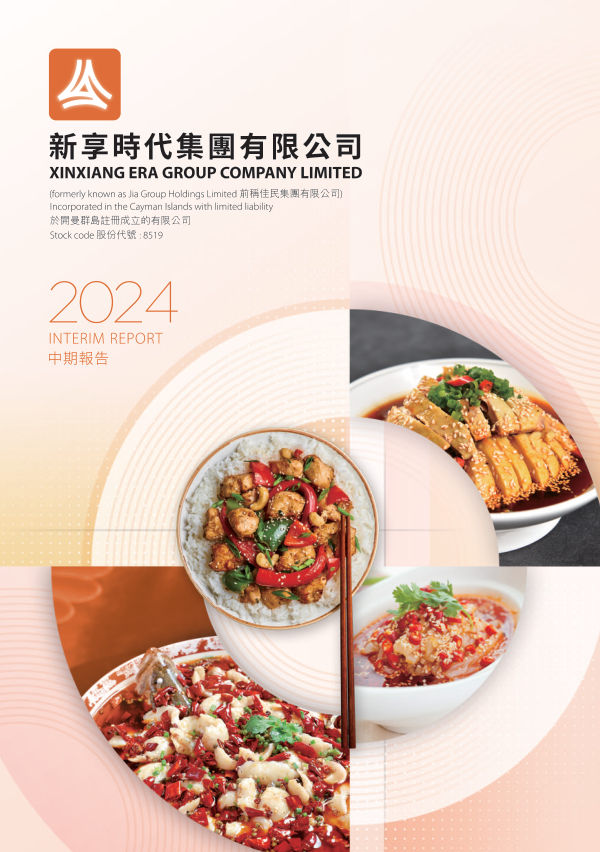 新享時代集團有限公司
XINXIANG ERA GROUP COMPANY LIMITED
(formerly known as Jia Group Holdings Limited 前稱佳民集團有限公司)
Incorporated in the Cayman Islands with limited liability
於開曼群島註冊成立的有限公司
Stock code 股份代號 : 8519
2024
INTERIM REPORT
中期報告